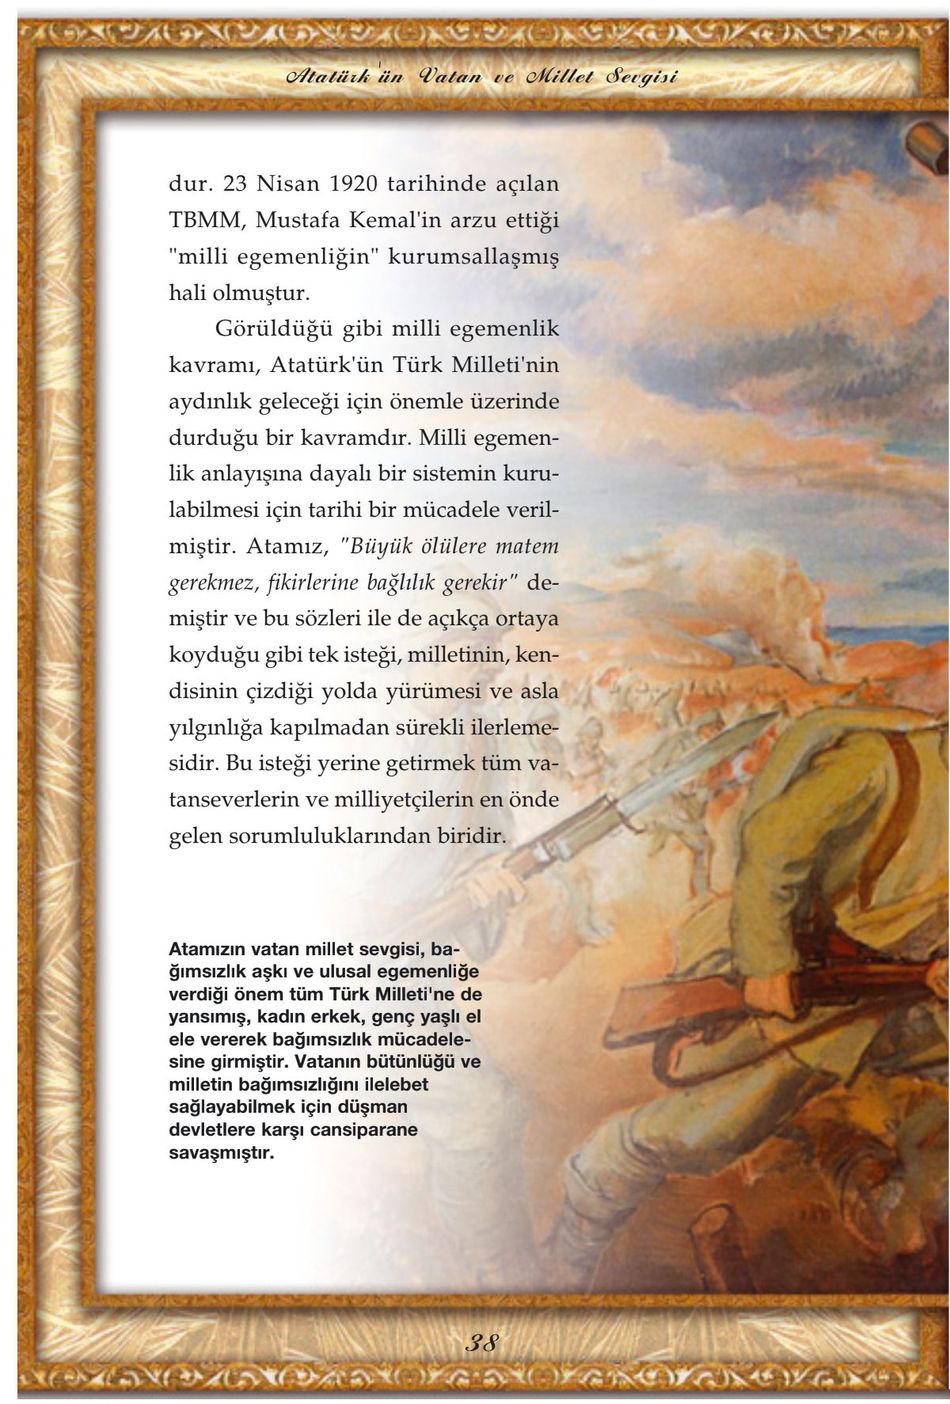 Atatürk'ün Vatan ve Millet Sevgisi
dur. 23 Nisan 1920 tarihinde açılan
TBMM, Mustafa Kemal'in arzu ettiği
"milli egemenliğin" kurumsallaşmış
hali olmuştur.
Görüldüğü gibi milli egemenlik
kavramı, Atatürk'ün Türk Milleti'nin
aydınlık geleceği için önemle üzerinde
durduğu bir kavramdır. Milli egemen-
lik anlayışına dayalı bir sistemin kuru-
labilmesi için tarihi bir mücadele veril-
miştir. Atamız, "Büyük ölülere matem
gerekmez, fikirlerine bağlılık gerekir" de-
miştir ve bu sözleri ile de açıkça ortaya
koyduğu gibi tek isteği, milletinin, ken-
disinin çizdiği yolda yürümesi ve asla
yılgınlığa kapılmadan sürekli ilerleme-
sidir. Bu isteği yerine getirmek tüm va-
tanseverlerin ve milliyetçilerin en önde
gelen sorumluluklarından biridir.
Atamızın vatan millet sevgisi, ba-
ğımsızlık aşkı ve ulusal egemenliğe
verdiği önem tüm Türk Milleti'ne de
yansımış, kadın erkek, genç yaşlı el
ele vererek bağımsızlık mücadele-
sine girmiştir. Vatanın bütünlüğü ve
milletin bağımsızlığını ilelebet
sağlayabilmek için düşman
devletlere karşı cansiparane
savaşmıştır.
38